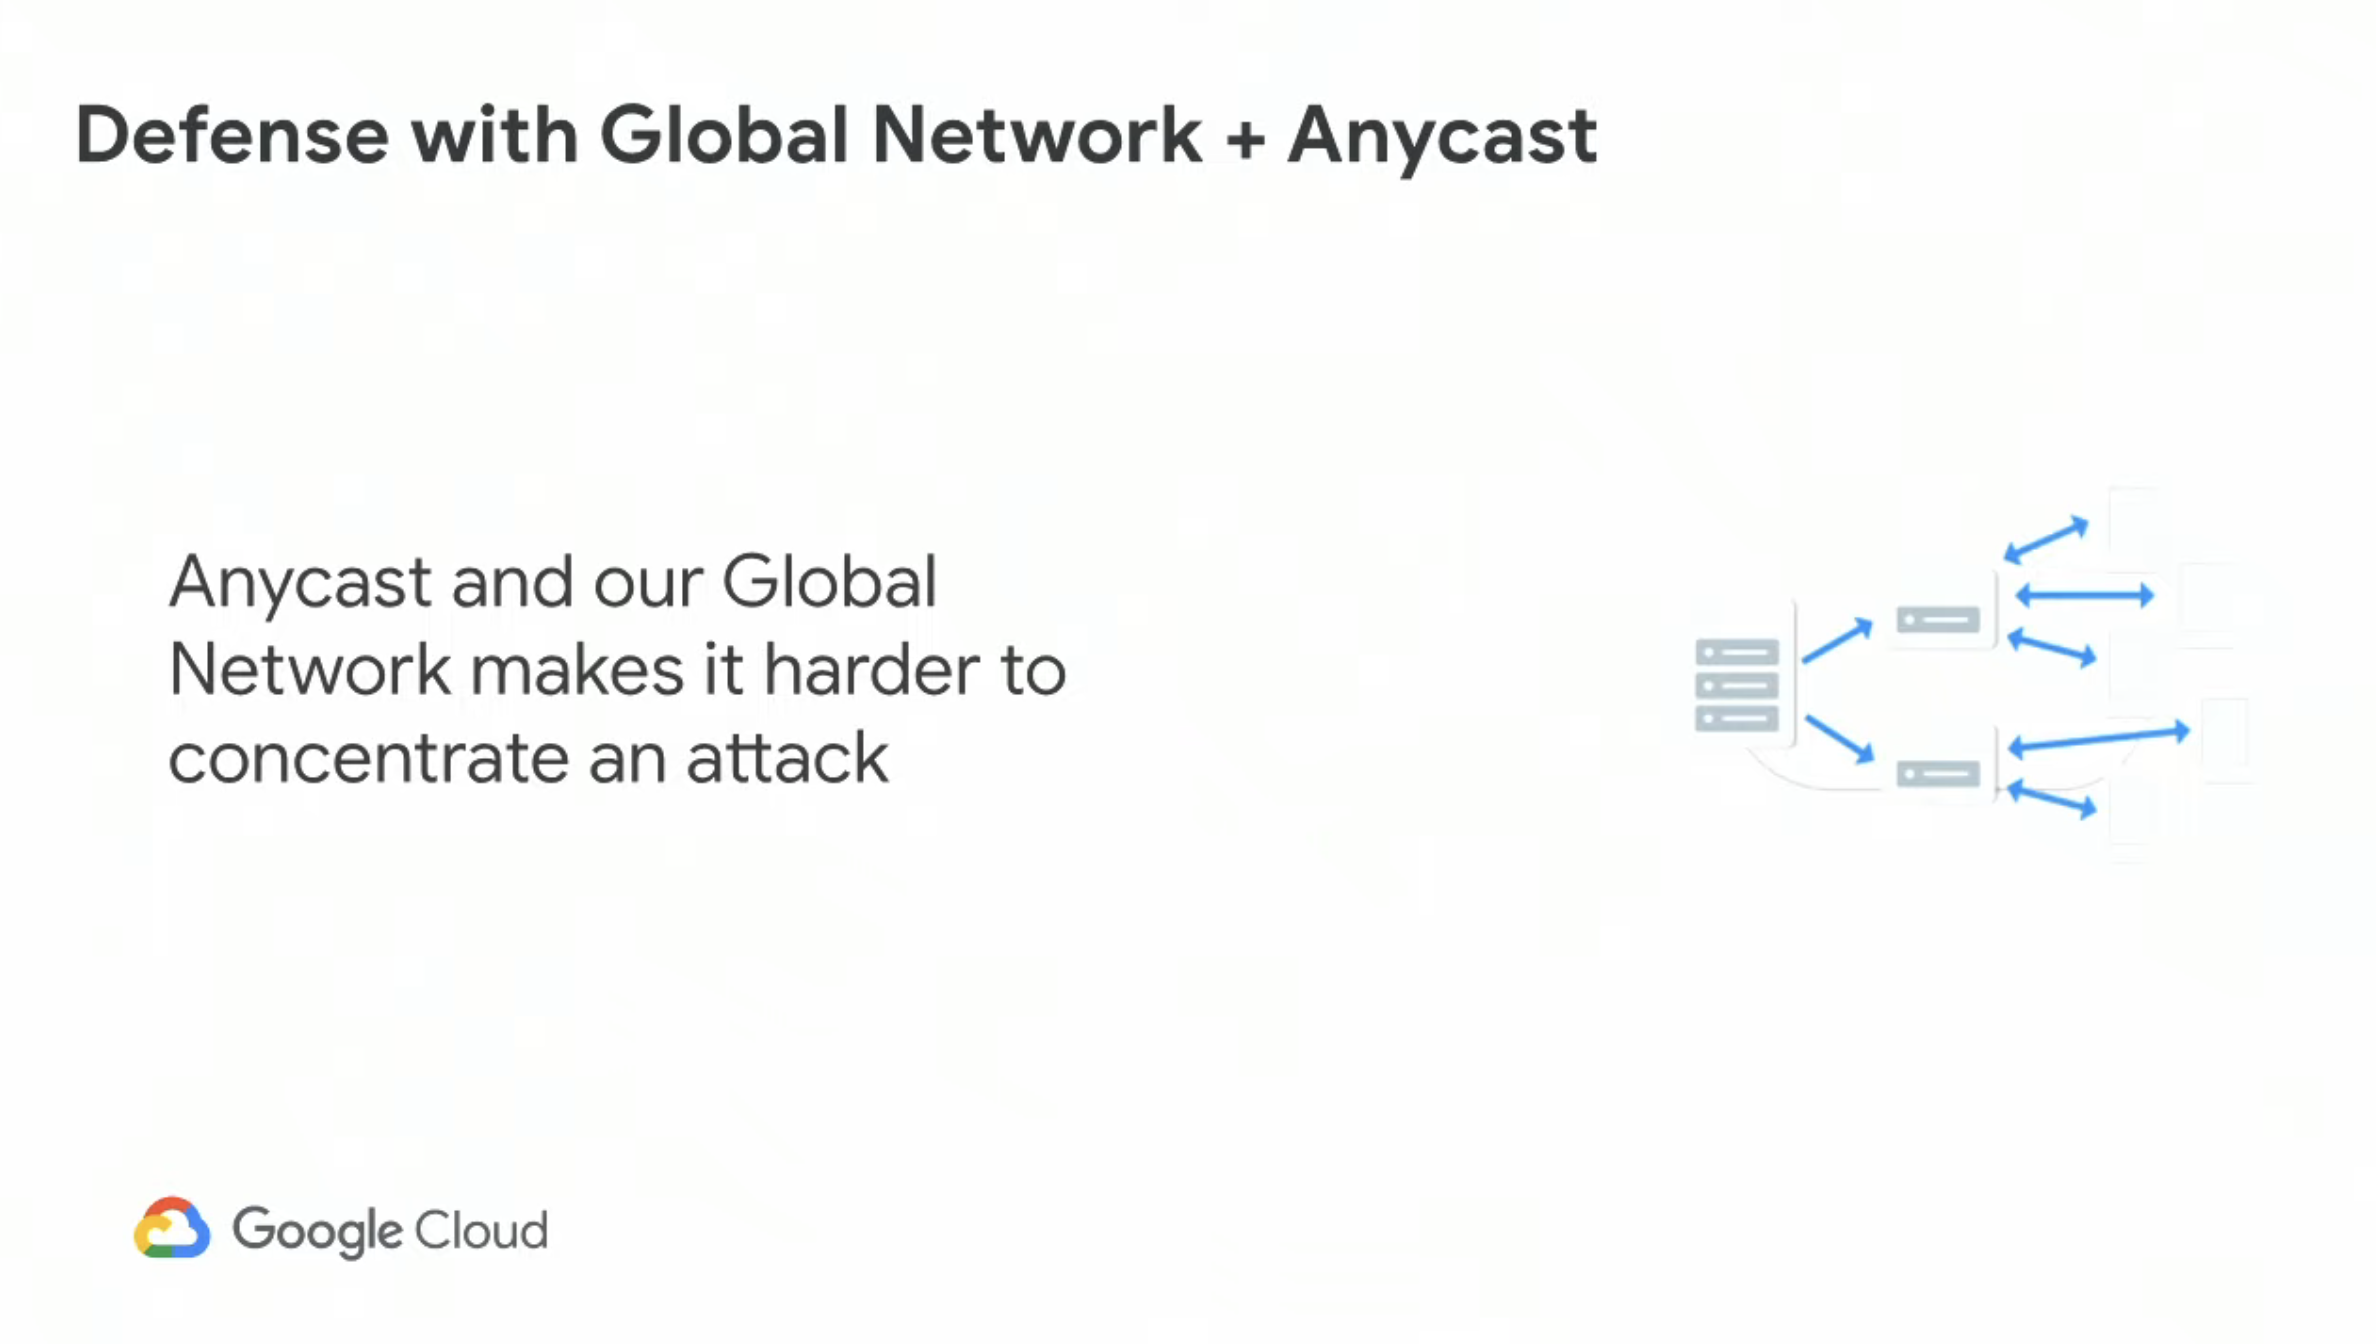 Defense with Global Network + Anycast
Anycast and our Global
Network makes it harder to
concentrate an attack
Google Cloud